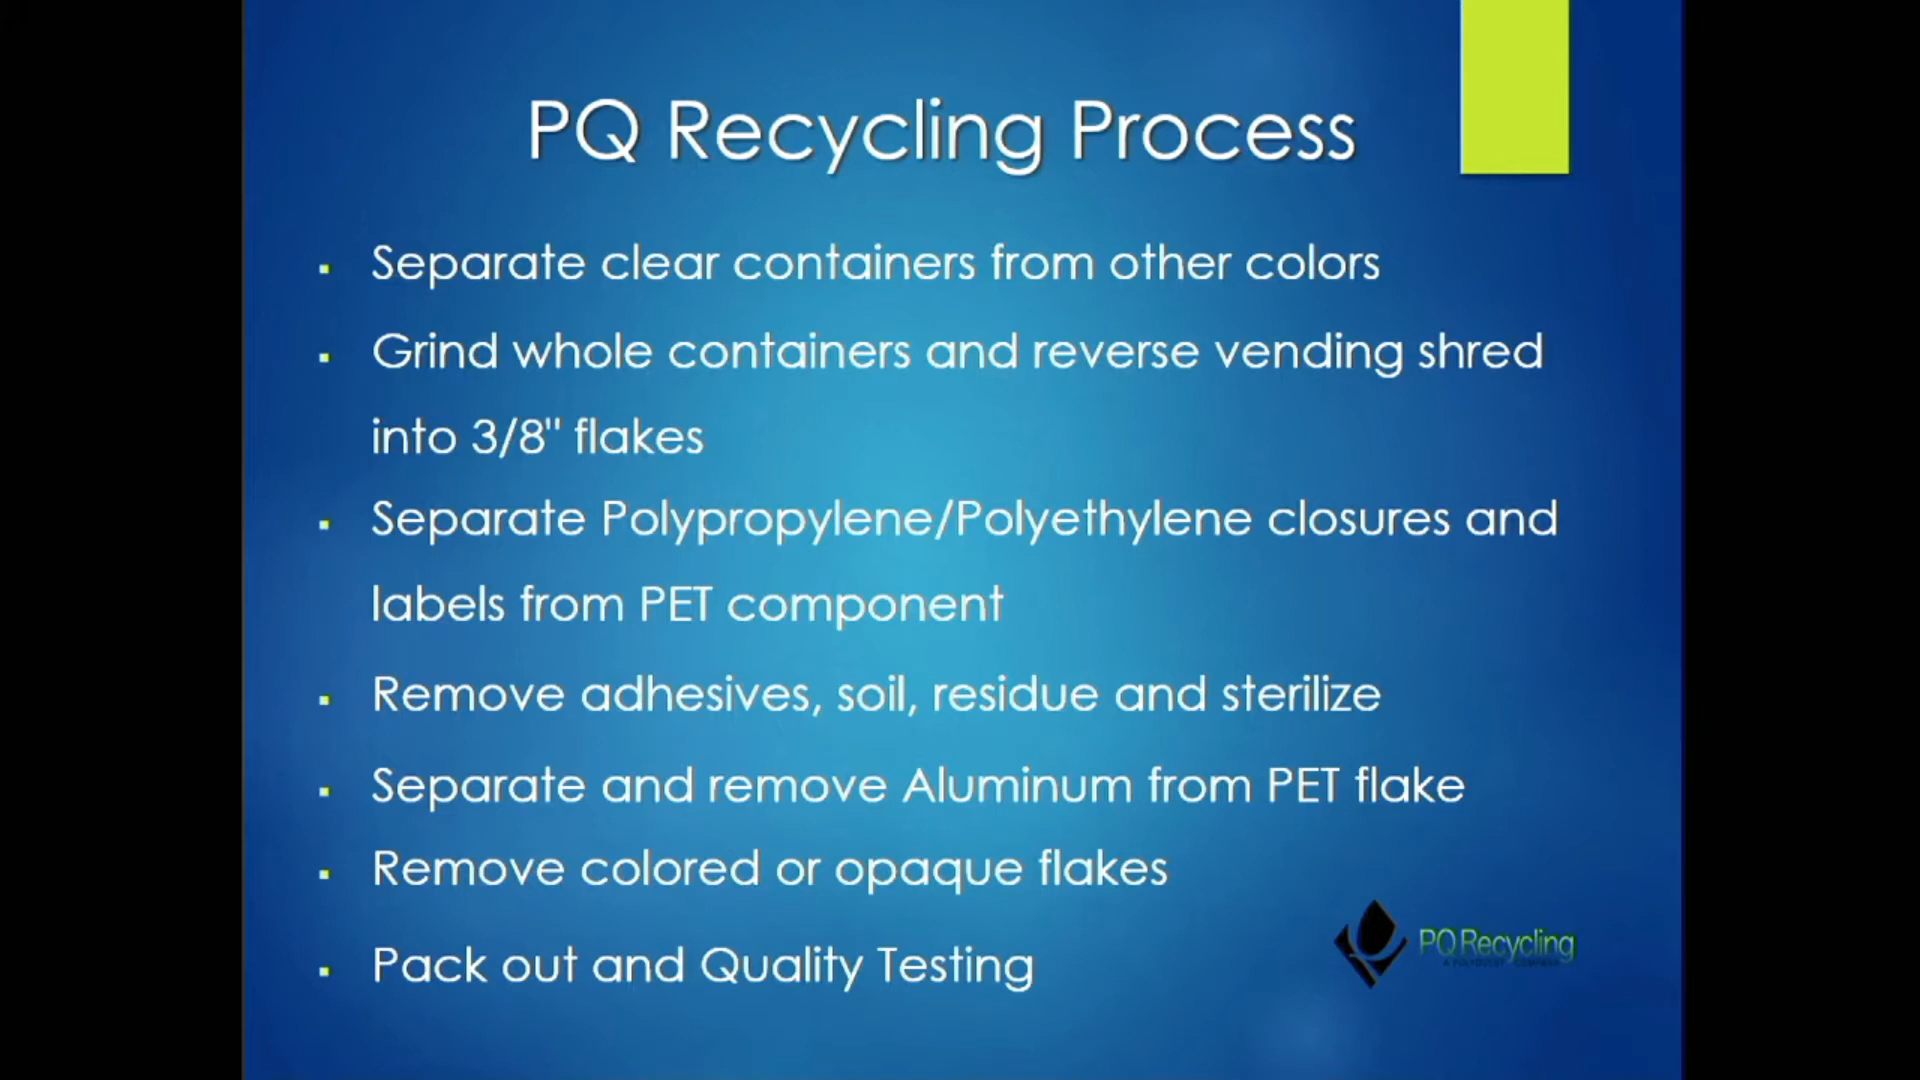 PQ Recycling Process
▪ Separate clear containers from other colors
▪ Grind whole containers and reverse vending shred
into 3/8" flakes
▪ Separate Polypropylene/Polyethylene closures and
labels from PET component
▪ Remove adhesives, soil, residue and sterilize
▪ Separate and remove Aluminum from PET flake
▪ Remove colored or opaque flakes
▪ Pack out and Quality Testing
PQ Recycling